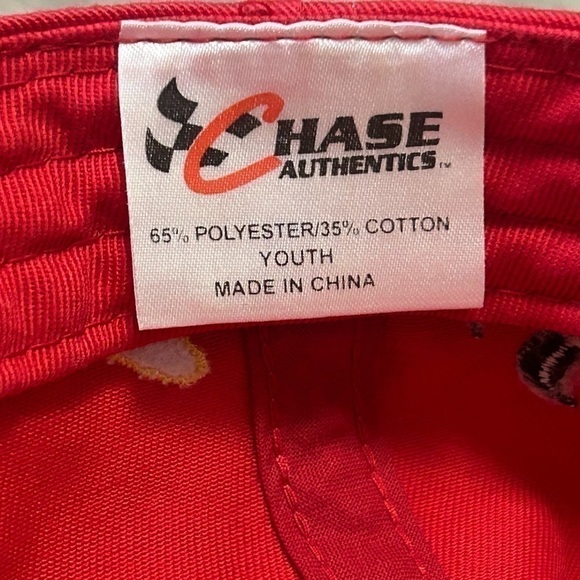 CHASE
AUTHENTICS™
65% POLYESTER/35% COTTON
YOUTH
MADE IN CHINA